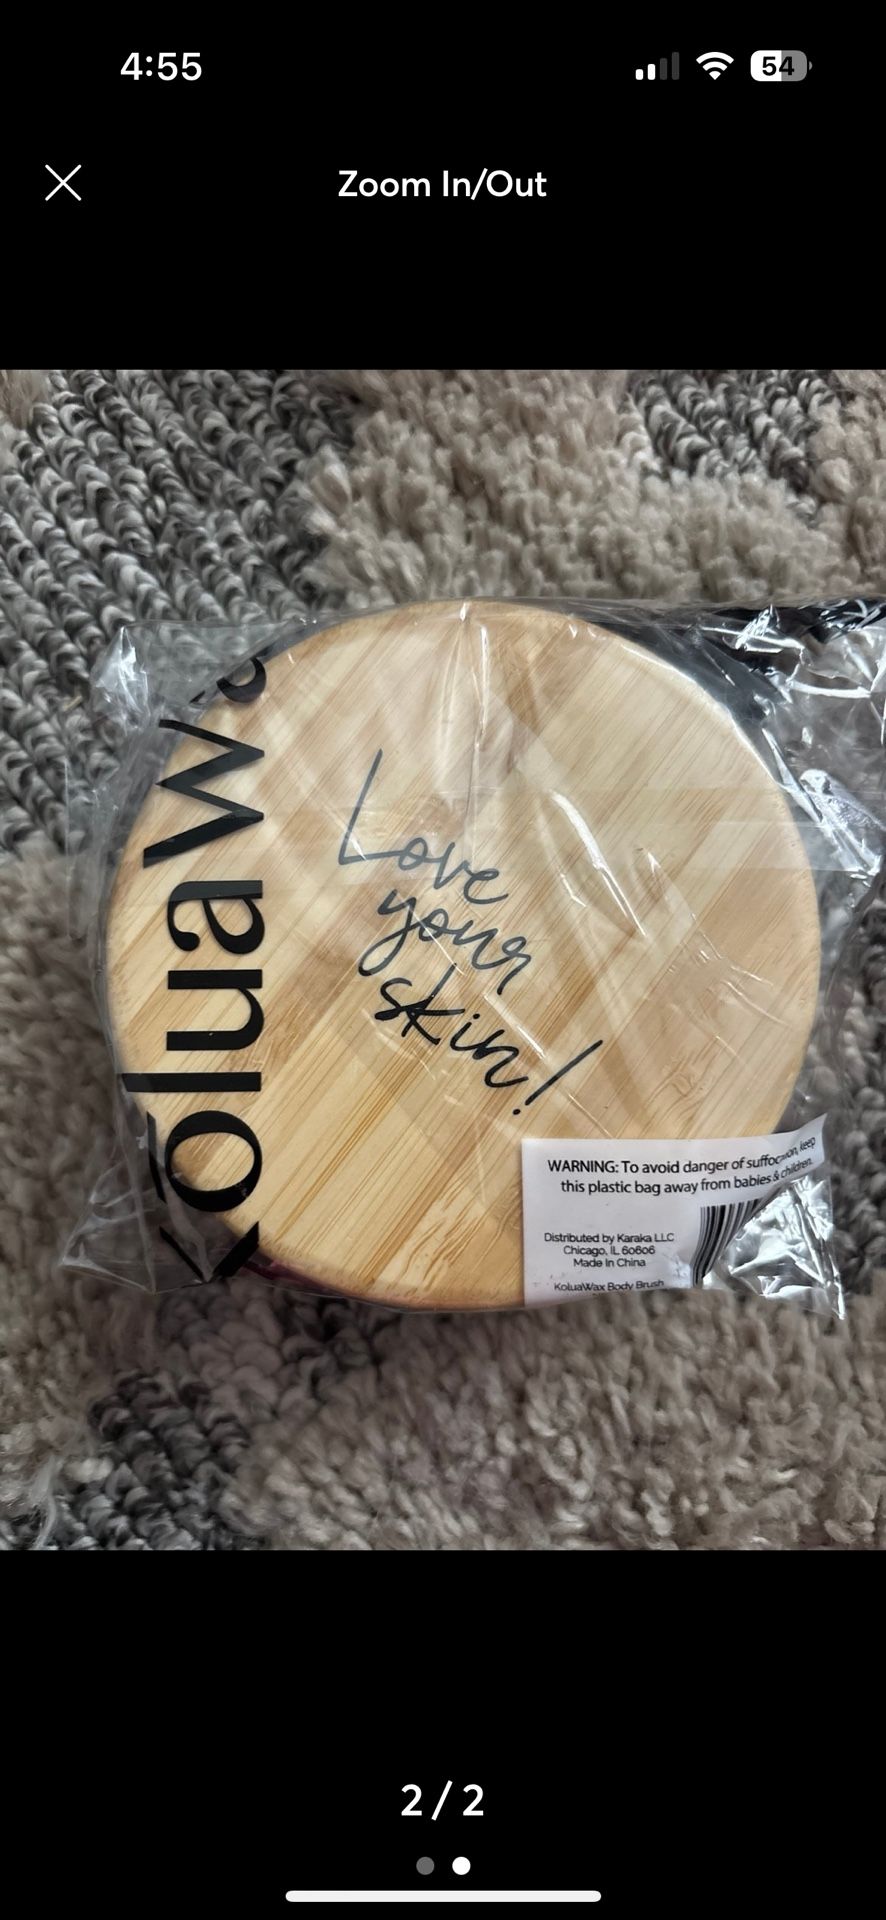 4:55
54
Zoom In/Out
Kōlua Wa
Love
your
skin!
WARNING: To avoid danger of suffocation, keep
this plastic bag away from babies & children.
Distributed by Karaka LLC
Chicago, IL 60606
Made In China
KoluaWax Body Brush
2 / 2